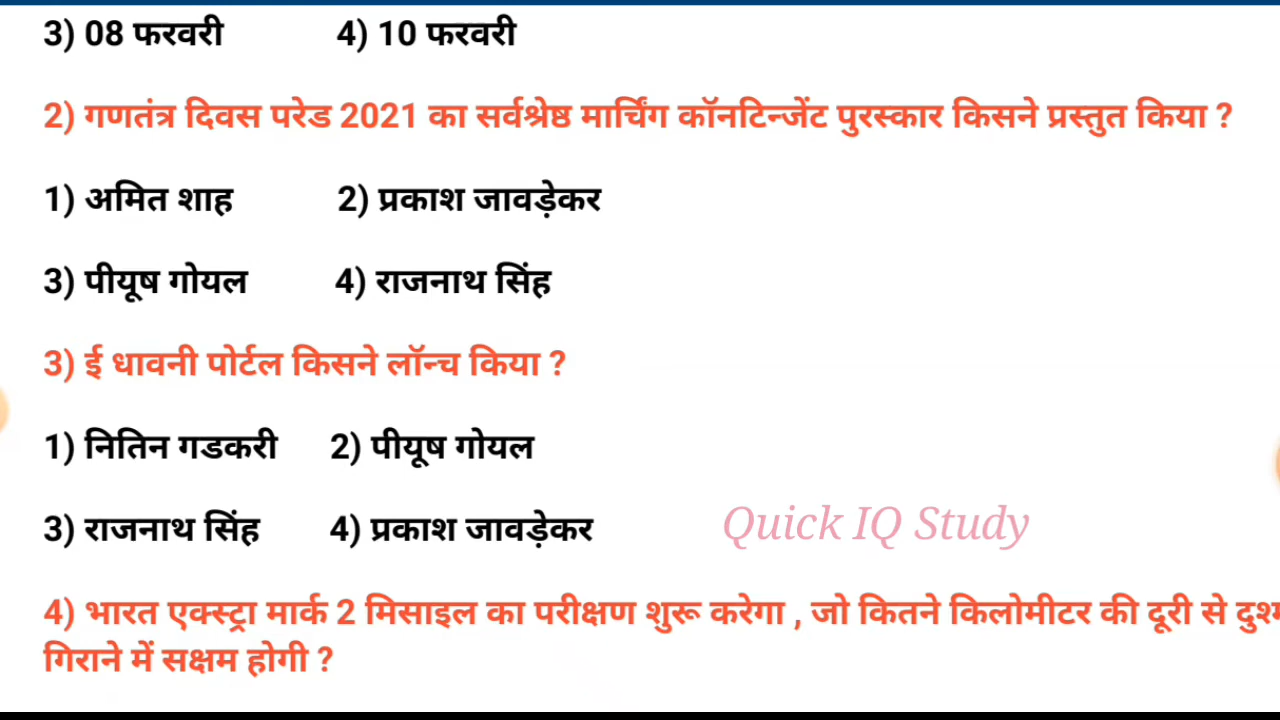 3) 08 फरवरी 4) 10 फरवरी
2) गणतंत्र दिवस परेड 2021 का सर्वश्रेष्ठ मार्चिंग कॉनटिन्जेंट पुरस्कार किसने प्रस्तुत किया ?
1) अमित शाह 2) प्रकाश जावड़ेकर
3) पीयूष गोयल 4) राजनाथ सिंह
3) ई धावनी पोर्टल किसने लॉन्च किया ?
1) नितिन गडकरी 2) पीयूष गोयल
3) राजनाथ सिंह 4) प्रकाश जावड़ेकर
Quick IQ Study
4) भारत एक्स्ट्रा मार्क 2 मिसाइल का परीक्षण शुरू करेगा , जो कितने किलोमीटर की दूरी से
गिराने में सक्षम होगी ?